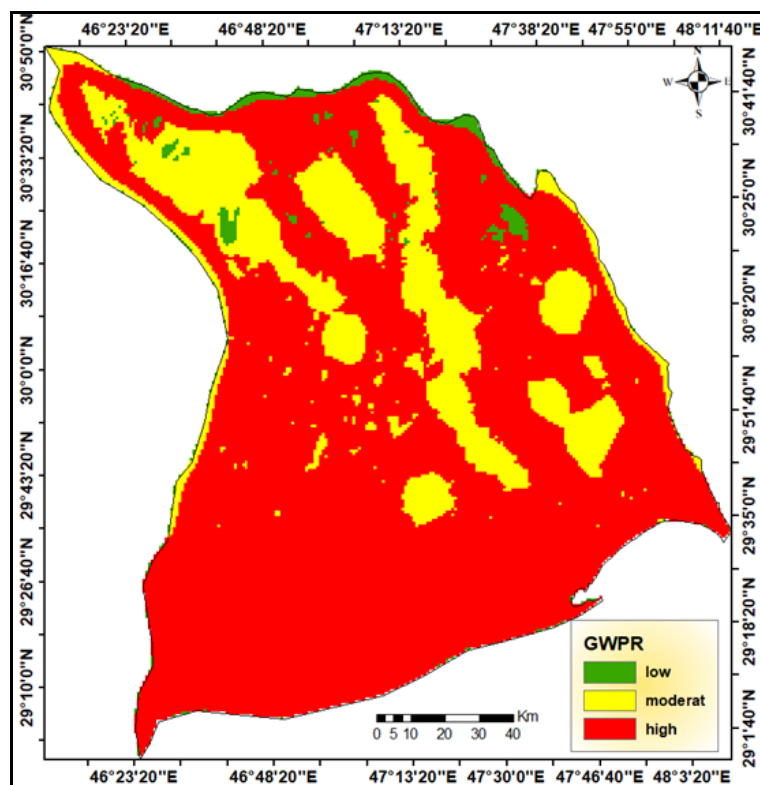 46°23'20"E 46°48'20"E 47°13'20"E 47°38'20"E 47°55'0"E 48°11'40"E
N
W E
S
30°50'0"N
30°33'20"N
30°16'40"N
30°0'0"N
29°43'20"N
29°26'40"N
29°10'0"N
30°41'40"N
30°25'0"N
30°8'20"N
29°51'40"N
29°35'0"N
29°18'20"N
29°1'40"N
GWPR
low
moderat
high
Km
0 5 10 20 30 40
46°23'20"E 46°48'20"E 47°13'20"E 47°30'0"E 47°46'40"E 48°3'20"E